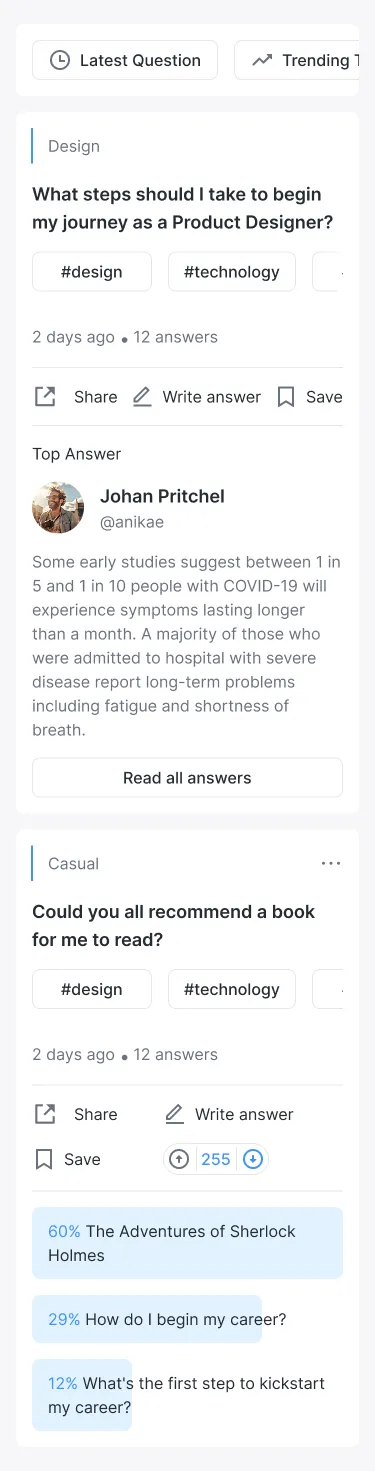 Latest Question
Trending T
Design
What steps should I take to begin
my journey as a Product Designer?
#design
#technology
2 days ago • 12 answers
Share
Write answer
Save
Top Answer
Johan Pritchel
@anikae
Some early studies suggest between 1 in
5 and 1 in 10 people with COVID-19 will
experience symptoms lasting longer
than a month. A majority of those who
were admitted to hospital with severe
disease report long-term problems
including fatigue and shortness of
breath.
Read all answers
Casual
Could you all recommend a book
for me to read?
#design
#technology
2 days ago • 12 answers
Share
Write answer
Save
255
60% The Adventures of Sherlock
Holmes
29% How do I begin my career?
12% What's the first step to kickstart
my career?